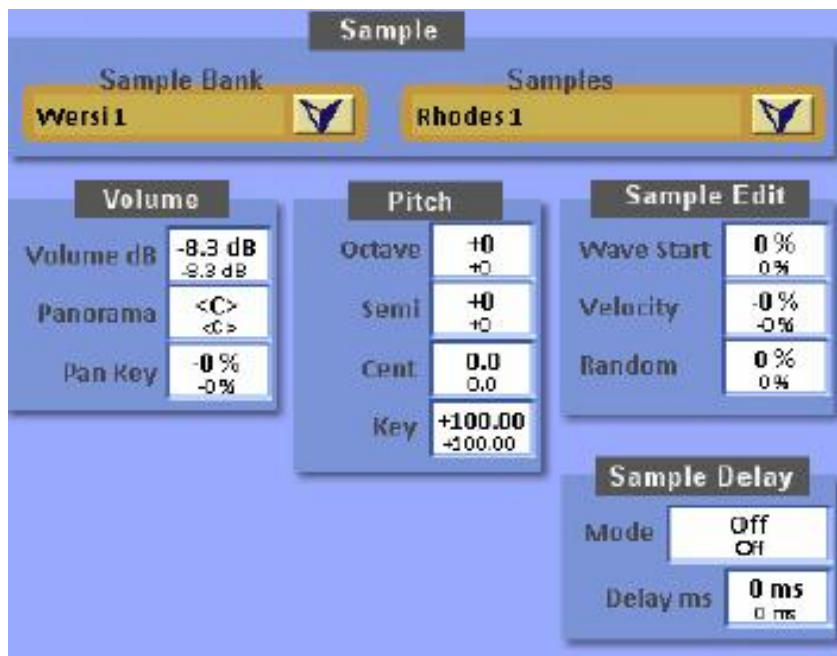 Sample
Sample Bank
Samples
Wersi 1
Rhodes 1
Volume
Volume dB
-8.3 dB
-8.3 dB
Panorama
<C>
<C>
Pan Key
-0 %
-0 %
Pitch
Octave
+0
+0
Semi
+0
+0
Cent
0.0
0.0
Key
+100.00
+100.00
Sample Edit
Wave Start
0 %
0 %
Velocity
-0 %
-0 %
Random
0 %
0 %
Sample Delay
Mode
Off
Off
Delay ms
0 ms
0 ms